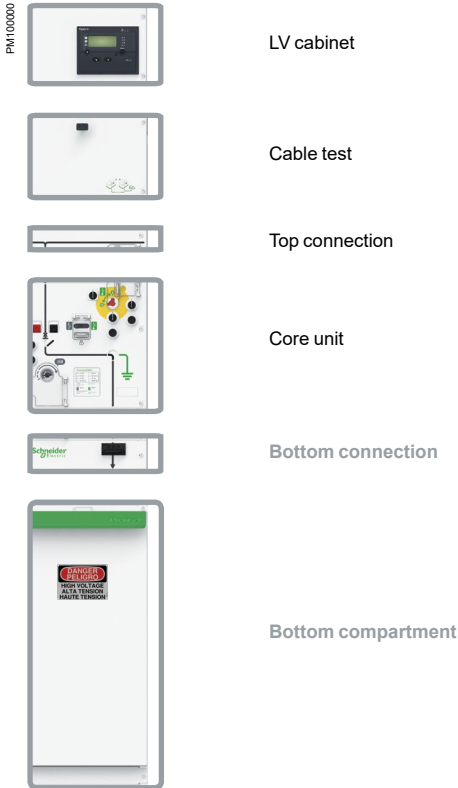 PM100000
LV cabinet
Cable test
Top connection
Core unit
Schneider
Electric
Bottom connection
DANGER
PELIGRO
HIGH VOLTAGE
ALTA TENSION
HAUTE TENSION
Bottom compartment